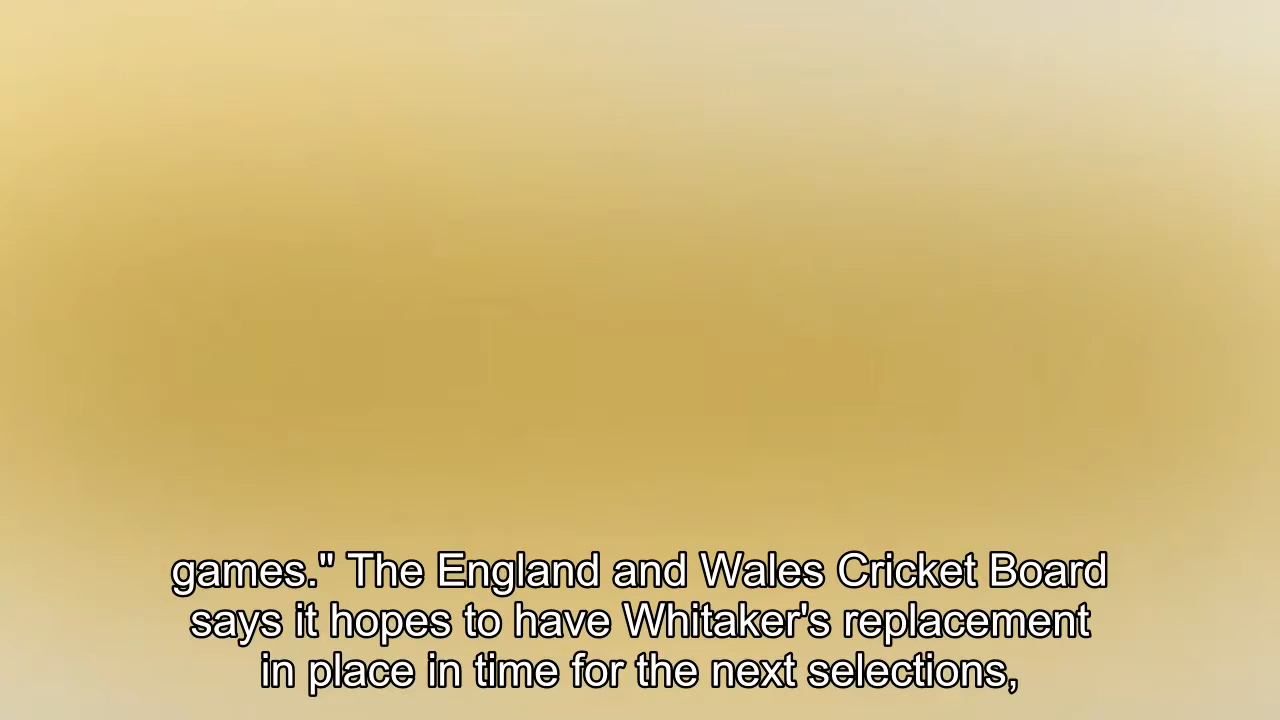 games." The England and Wales Cricket Board
says it hopes to have Whitaker's replacement
in place in time for the next selections,